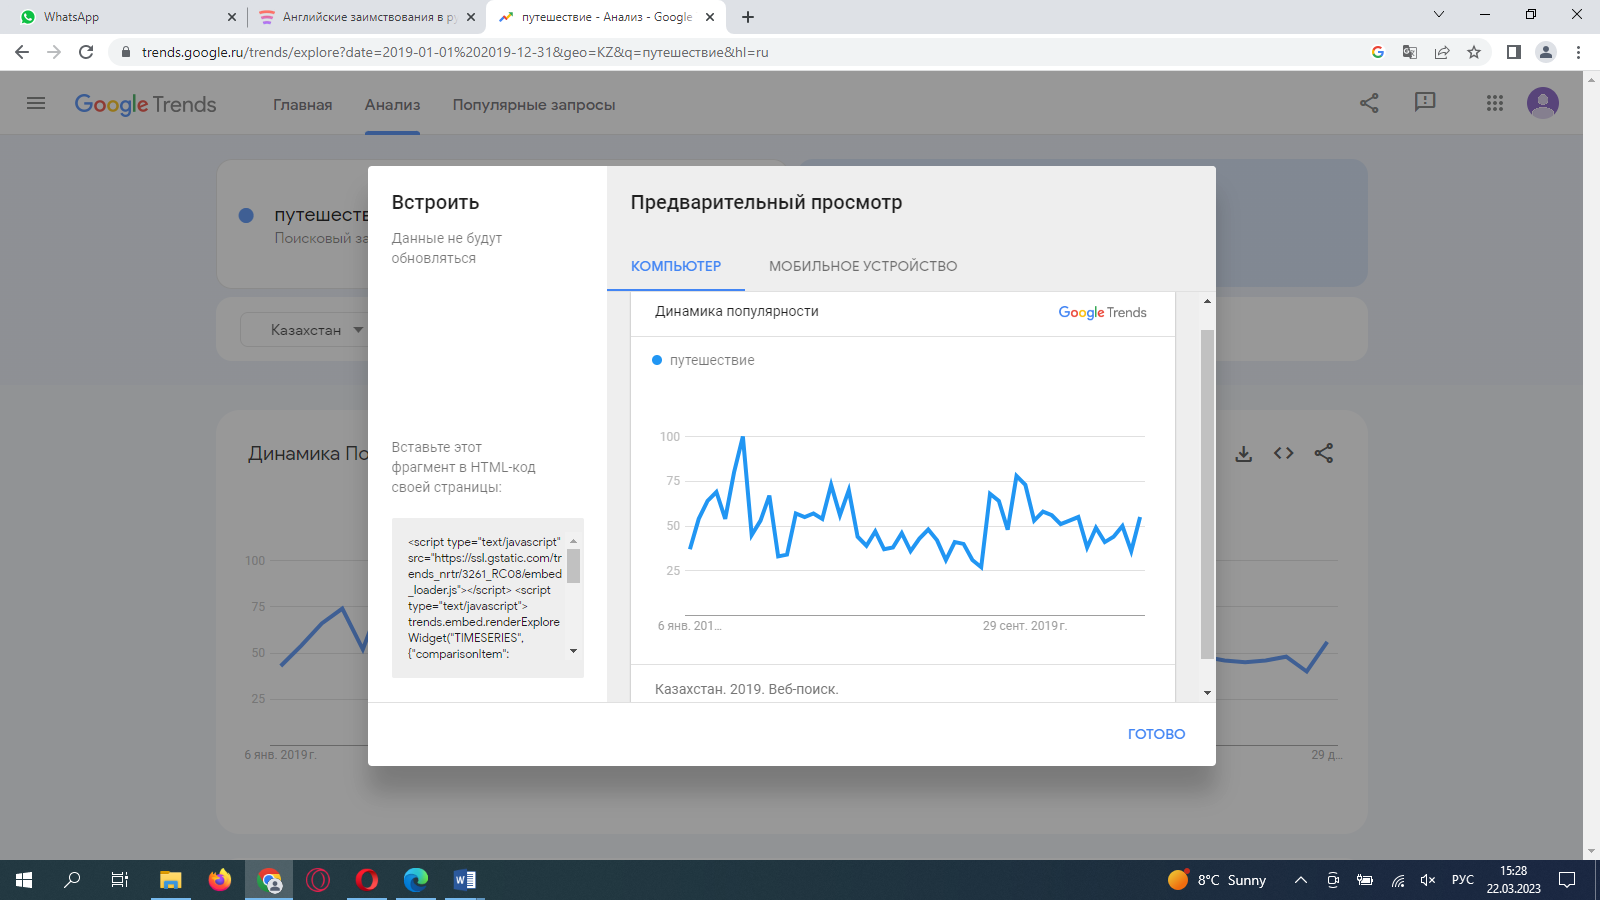 WhatsApp
Английские заимствования в ру
путешествие - Анализ - Google
trends.google.ru/trends/explore?date=2019-01-01%202019-12-31&geo=KZ&q=путешествие&hl=ru
Google Trends
Главная
Анализ
Популярные запросы
путешеств
Поисковый за
Казахстан
Динамика По
100
75
50
25
6 янв. 2019 г.
29 д...
Встроить
Данные не будут
обновляться
Вставьте этот
фрагмент в HTML-код
своей страницы:
<script type="text/javascript"
src="https://ssl.gstatic.com/tr
ends_nrtr/3261_RC08/embed
_loader.js"></script> <script
type="text/javascript">
trends.embed.renderExplore
Widget("TIMESERIES",
{"comparisonItem":
Предварительный просмотр
КОМПЬЮТЕР
МОБИЛЬНОЕ УСТРОЙСТВО
Динамика популярности
Google Trends
путешествие
100
75
50
25
6 янв. 201...
29 сент. 2019 г.
Казахстан. 2019. Веб-поиск.
ГОТОВО
8°C Sunny
РУС
15:28
22.03.2023